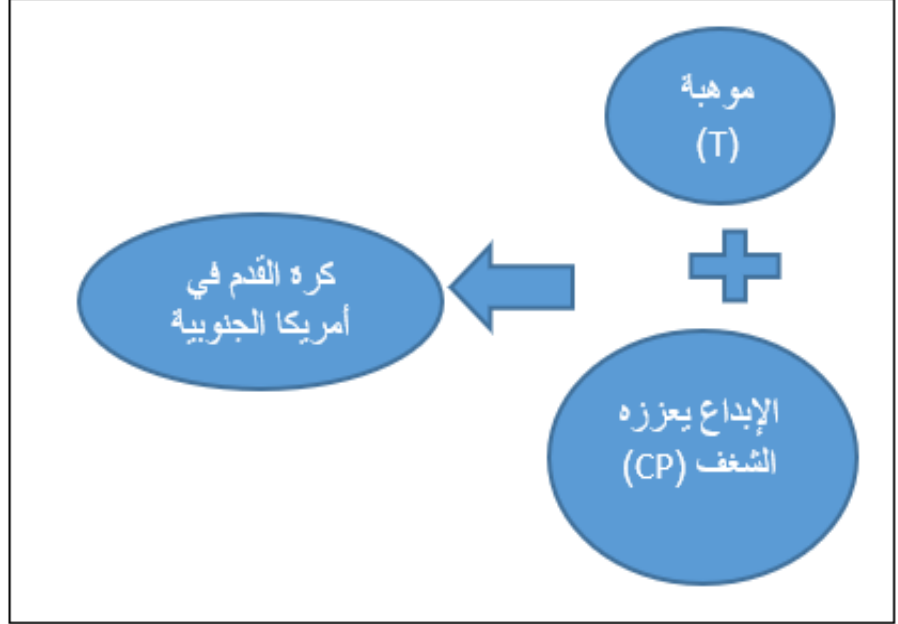 موهبة
(T)
الإبداع يعززه
الشغف (CP)
كره القدم في
أمريكا الجنوبية